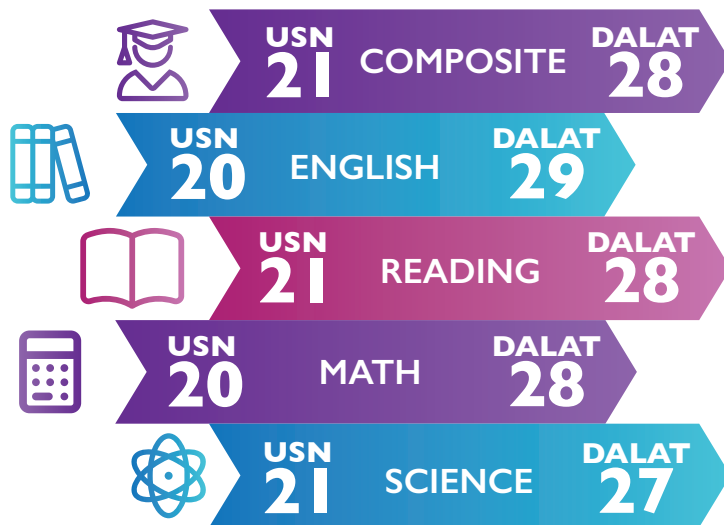 USN COMPOSITE DALAT
21 28
USN ENGLISH DALAT
20 29
USN READING DALAT
21 28
USN MATH DALAT
20 28
USN SCIENCE DALAT
21 27